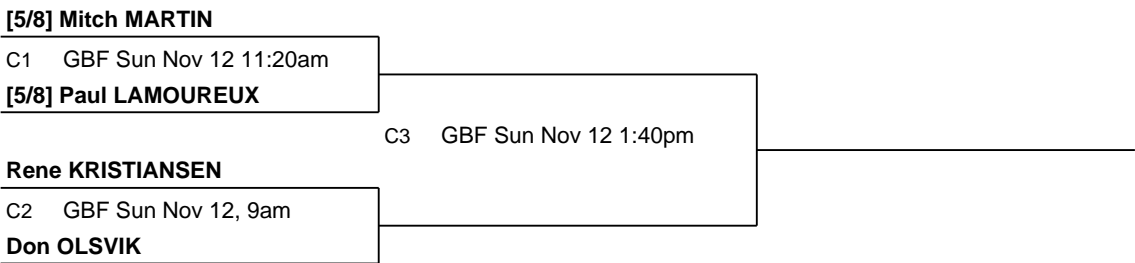 [5/8] Mitch MARTIN
C1 GBF Sun Nov 12 11:20am
[5/8] Paul LAMOUREUX
C3 GBF Sun Nov 12 1:40pm
Rene KRISTIANSEN
C2 GBF Sun Nov 12, 9am
Don OLSVIK